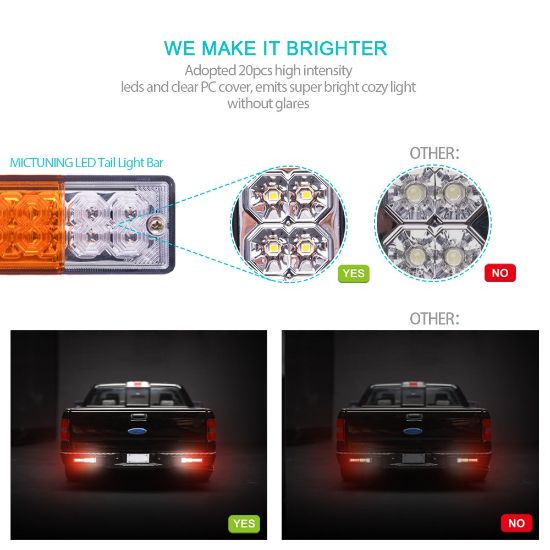 WE MAKE IT BRIGHTER
Adopted 20pcs high intensity
leds and clear PC cover, emits super bright cozy light
without glares
MICTUNING LED Tail Light Bar
OTHER:
YES
NO
OTHER:
YES
NO